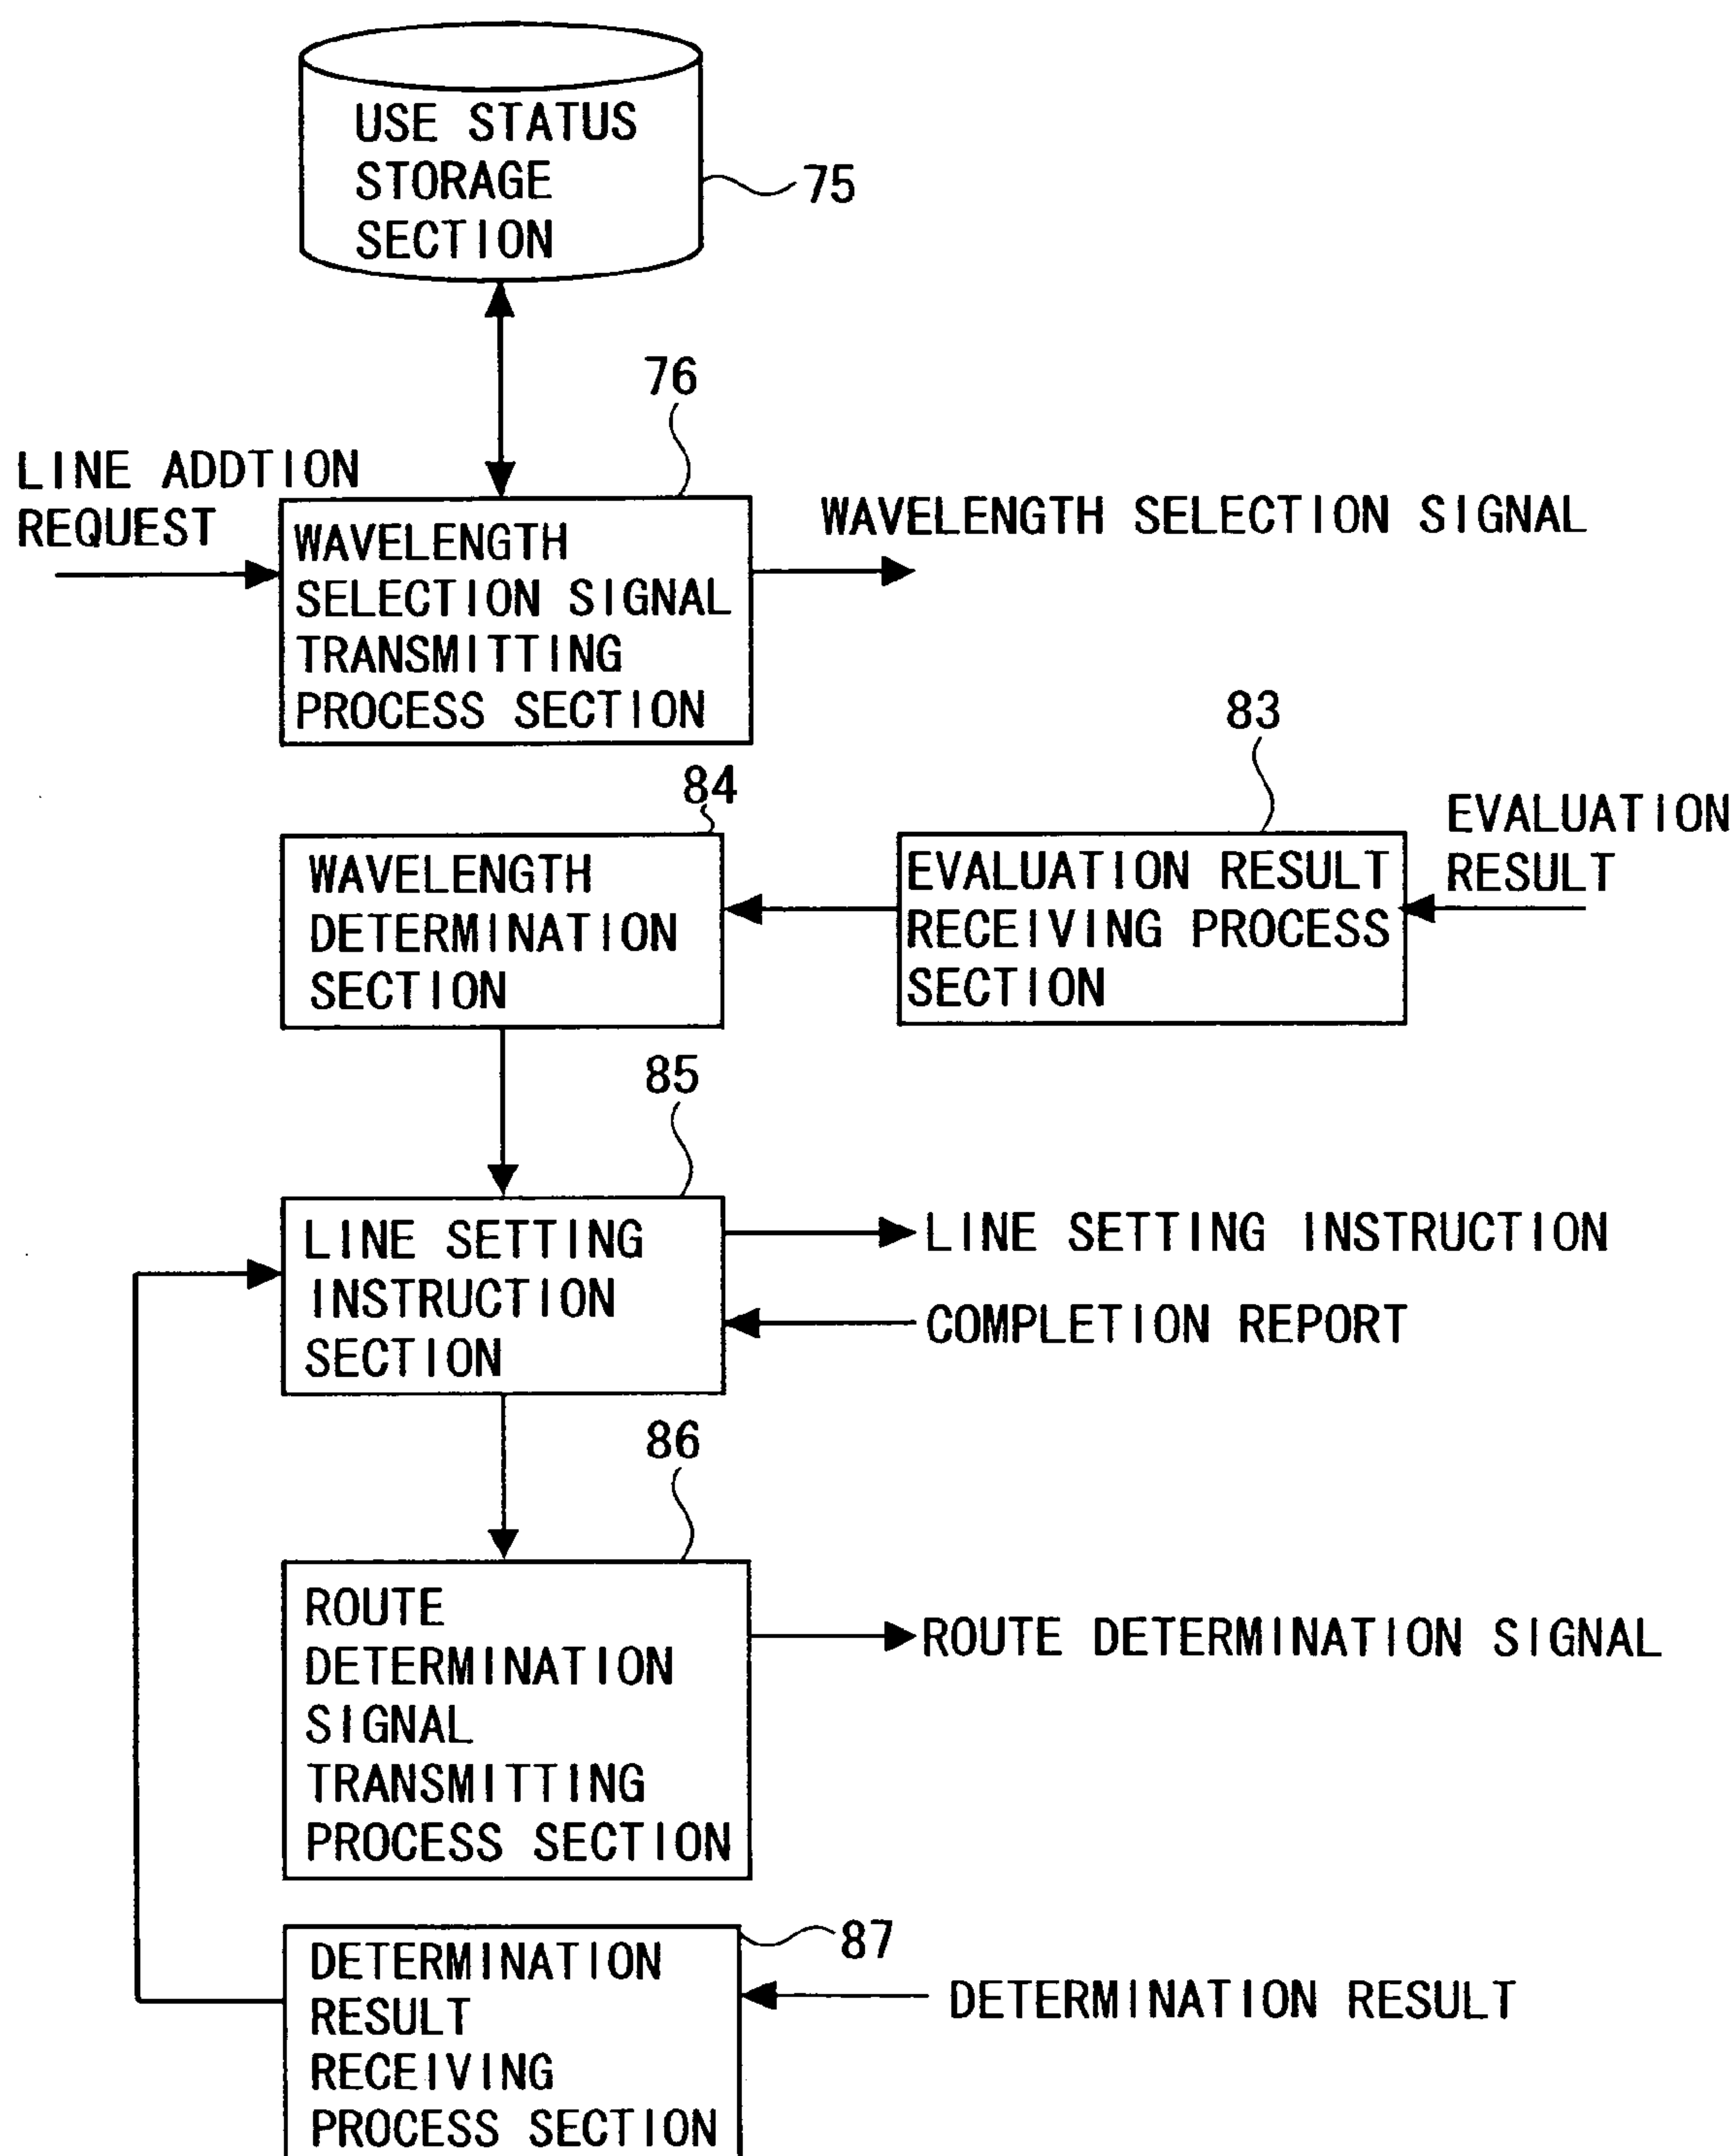 USE STATUS
STORAGE
SECTION
75
76
LINE ADDTION
REQUEST
WAVELENGTH
SELECTION SIGNAL
TRANSMITTING
PROCESS SECTION
WAVELENGTH SELECTION SIGNAL
83
84
EVALUATION
RESULT
WAVELENGTH
DETERMINATION
SECTION
EVALUATION RESULT
RECEIVING PROCESS
SECTION
85
LINE SETTING
INSTRUCTION
SECTION
LINE SETTING INSTRUCTION
COMPLETION REPORT
86
ROUTE
DETERMINATION
SIGNAL
TRANSMITTING
PROCESS SECTION
ROUTE DETERMINATION SIGNAL
87
DETERMINATION
RESULT
RECEIVING
PROCESS SECTION
DETERMINATION RESULT